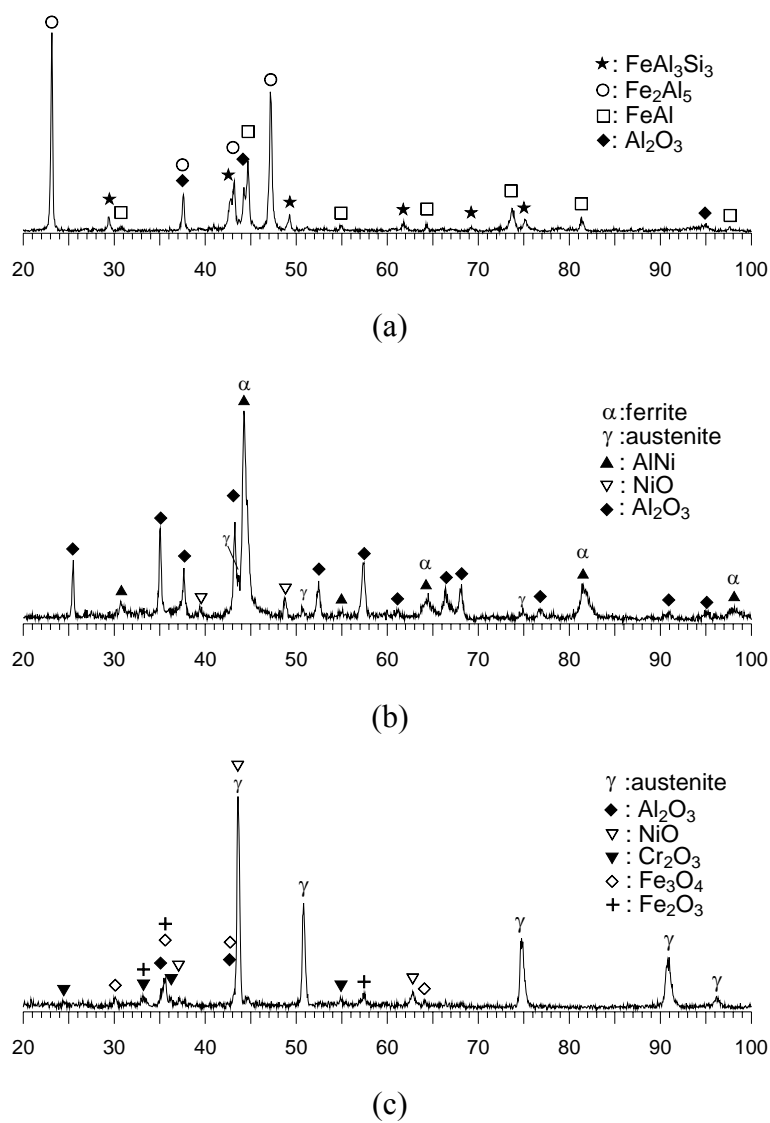 ★: FeAl₃Si₃
○: Fe₂Al₅
□: FeAl
◆: Al₂O₃
20 30 40 50 60 70 80 90 100
(a)
α
γ
γ
α
α
α
γ
α:ferrite
γ:austenite
▲: AlNi
▽: NiO
◆: Al₂O₃
20 30 40 50 60 70 80 90 100
(b)
γ
γ
γ
γ
γ
γ:austenite
◆: Al₂O₃
▽: NiO
▼: Cr₂O₃
◇: Fe₃O₄
+: Fe₂O₃
20 30 40 50 60 70 80 90 100
(c)